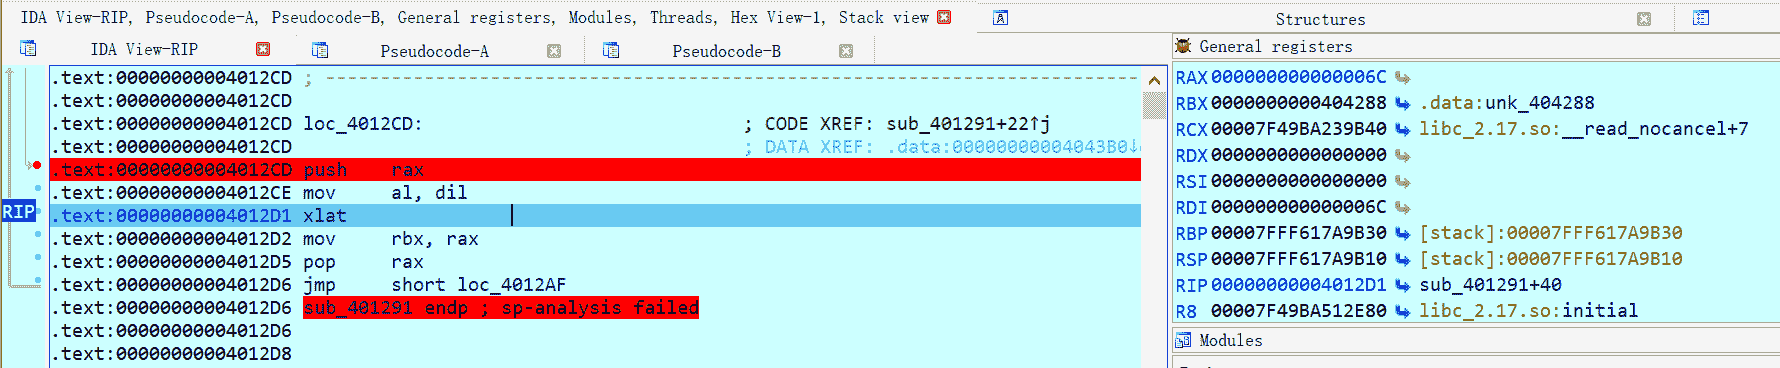 IDA View-RIP, Pseudocode-A, Pseudocode-B, General registers, Modules, Threads, Hex View-1, Stack view
Structures
IDA View-RIP
Pseudocode-A
Pseudocode-B
.text:00000000004012CD ; ---------------------------------------------------------------------------
.text:00000000004012CD
.text:00000000004012CD loc_4012CD: ; CODE XREF: sub_401291+22↑j
.text:00000000004012CD ; DATA XREF: .data:00000000004043B0↓
.text:00000000004012CD push rax
.text:00000000004012CE mov al, dil
RIP .text:00000000004012D1 xlat
.text:00000000004012D2 mov rbx, rax
.text:00000000004012D5 pop rax
.text:00000000004012D6 jmp short loc_4012AF
.text:00000000004012D6 sub_401291 endp ; sp-analysis failed
.text:00000000004012D6
.text:00000000004012D8
General registers
RAX 000000000000006C
RBX 0000000000404288 .data:unk_404288
RCX 00007F49BA239B40 libc_2.17.so:__read_nocancel+7
RDX 0000000000000000
RSI 0000000000000000
RDI 000000000000006C
RBP 00007FFF617A9B30 [stack]:00007FFF617A9B30
RSP 00007FFF617A9B10 [stack]:00007FFF617A9B10
RIP 00000000004012D1 sub_401291+40
R8 00007F49BA512E80 libc_2.17.so:initial
Modules